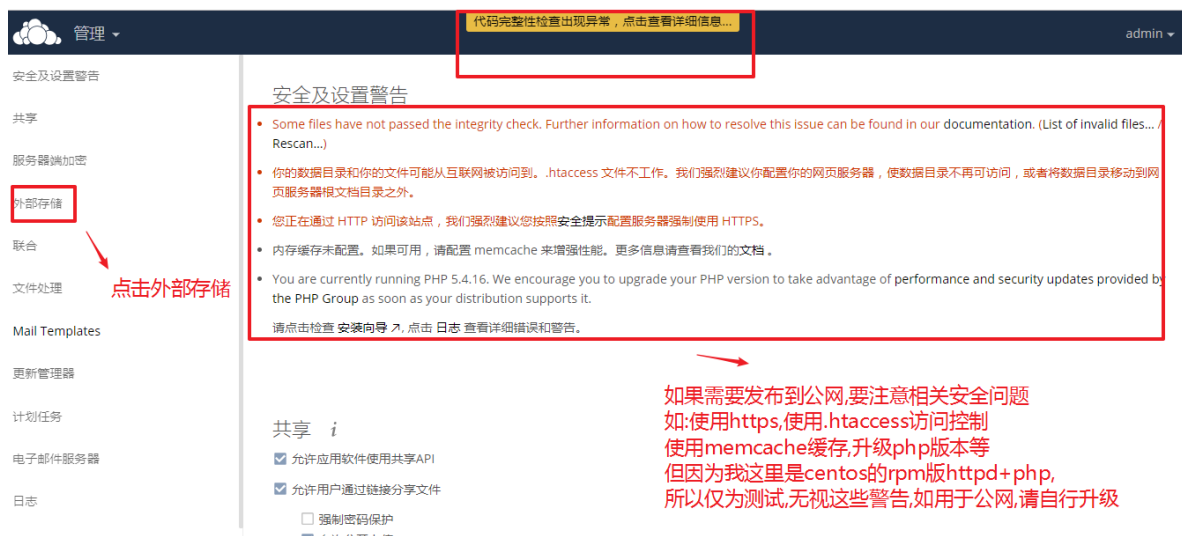 管理
代码完整性检查出现异常，点击查看详细信息...
admin
安全及设置警告
共享
服务器端加密
外部存储
联合
文件处理
Mail Templates
更新管理器
计划任务
电子邮件服务器
日志
点击外部存储
安全及设置警告
Some files have not passed the integrity check. Further information on how to resolve this issue can be found in our documentation. (List of invalid files... /
Rescan...)
你的数据目录和你的文件可能从互联网被访问到。.htaccess 文件不工作。我们强烈建议你配置你的网页服务器，使数据目录不再可访问，或者将数据目录移动到网
页服务器根文档目录之外。
您正在通过 HTTP 访问该站点，我们强烈建议您按照安全提示配置服务器强制使用 HTTPS。
内存缓存未配置。如果可用，请配置 memcache 来增强性能。更多信息请查看我们的文档 。
You are currently running PHP 5.4.16. We encourage you to upgrade your PHP version to take advantage of performance and security updates provided by
the PHP Group as soon as your distribution supports it.
请点击检查 安装向导 ↗, 点击 日志 查看详细错误和警告。
如果需要发布到公网,要注意相关安全问题
如:使用https,使用.htaccess访问控制
使用memcache缓存,升级php版本等
但因为我这里是centos的rpm版httpd+php,
所以仅为测试,无视这些警告,如用于公网,请自行升级
共享 i
允许应用软件使用共享API
允许用户通过链接分享文件
强制密码保护